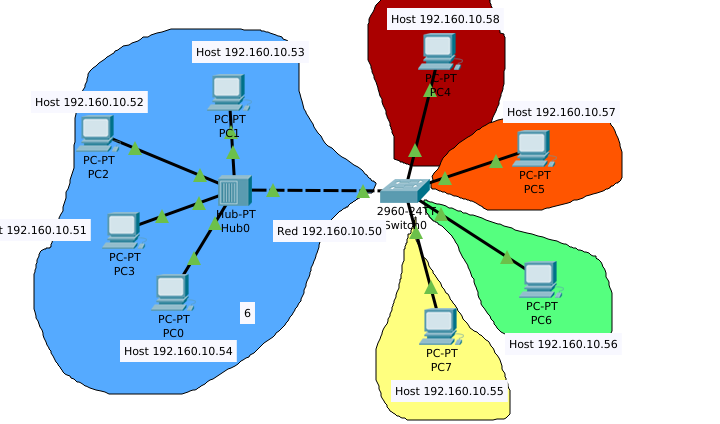 Host 192.160.10.58
PC-PT
PC4
Host 192.160.10.53
PC-PT
PC1
Host 192.160.10.52
PC-PT
PC2
Host 192.160.10.57
PC-PT
PC5
Hub-PT
Hub0
2960-24TT
Switch0
t 192.160.10.51
PC-PT
PC3
Red 192.160.10.50
PC-PT
PC0
6
Host 192.160.10.54
PC-PT
PC6
Host 192.160.10.56
PC-PT
PC7
Host 192.160.10.55